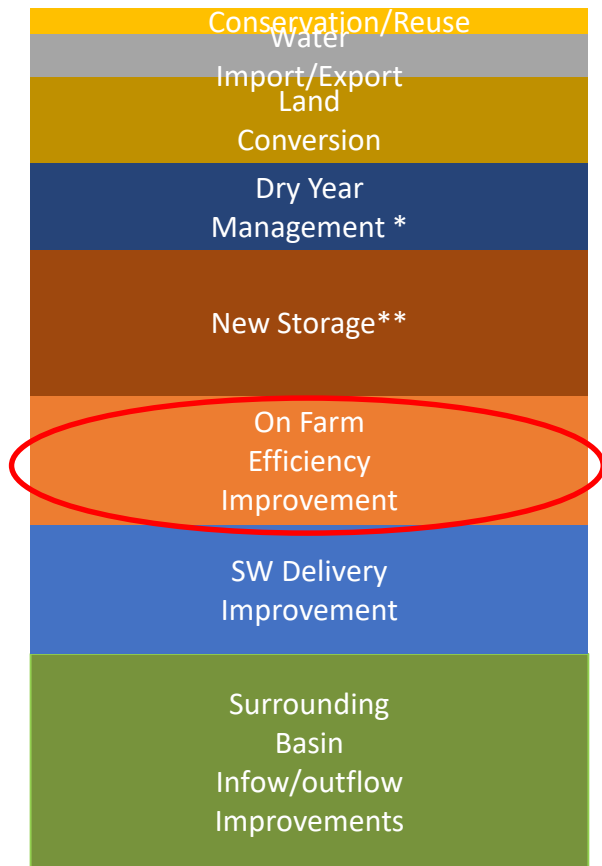 Conservation/Reuse
Water
Import/Export
Land
Conversion
Dry Year
Management *
New Storage**
On Farm
Efficiency
Improvement
SW Delivery
Improvement
Surrounding
Basin
Infow/outflow
Improvements